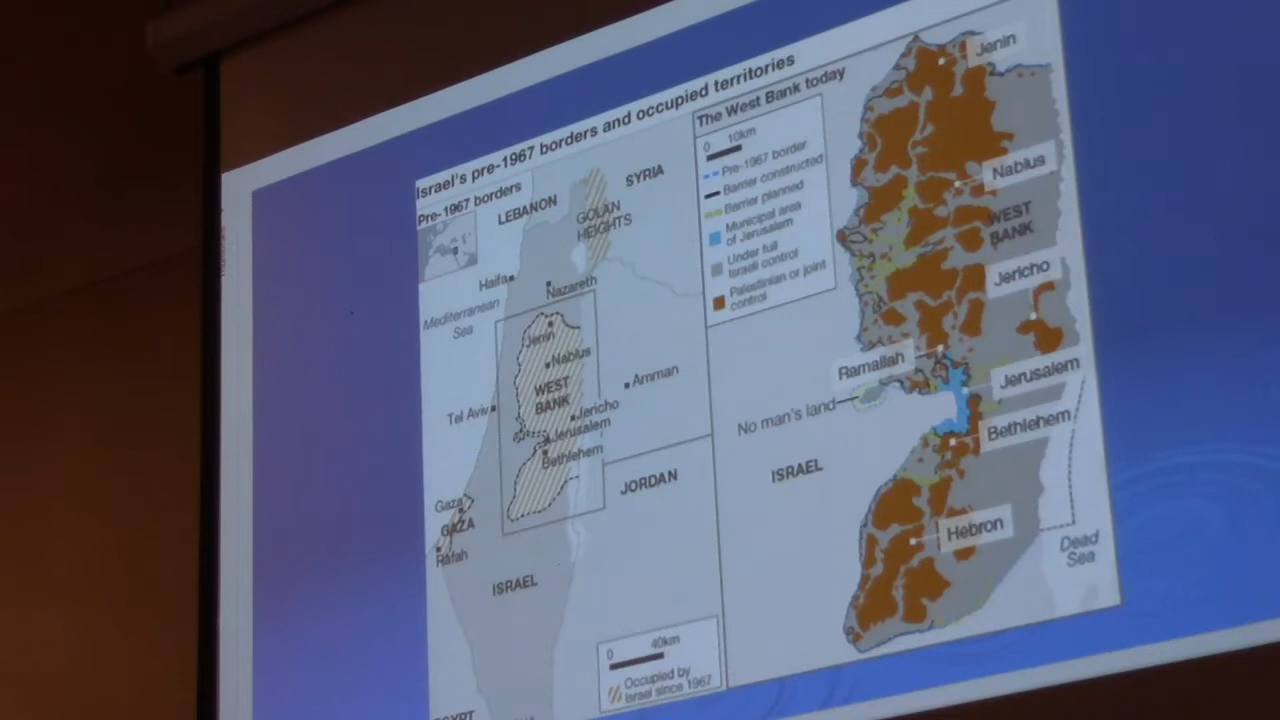 Israel's pre-1967 borders and occupied territories
Pre-1967 borders
LEBANON
SYRIA
GOLAN
HEIGHTS
Haifa
Nazareth
Mediterranean
Sea
Jenin
Nablus
WEST
BANK
Amman
Tel Aviv
Jericho
Jerusalem
Bethlehem
JORDAN
Gaza
GAZA
Rafah
ISRAEL
0 40km
Occupied by
Israel since 1967
The West Bank today
0 10km
Pre-1967 border
Barrier constructed
Barrier planned
Municipal area
of Jerusalem
Under full
Israeli control
Palestinian or joint
control
Jenin
Nablus
WEST
BANK
Jericho
Ramallah
Jerusalem
No man's land
Bethlehem
ISRAEL
Hebron
Dead
Sea